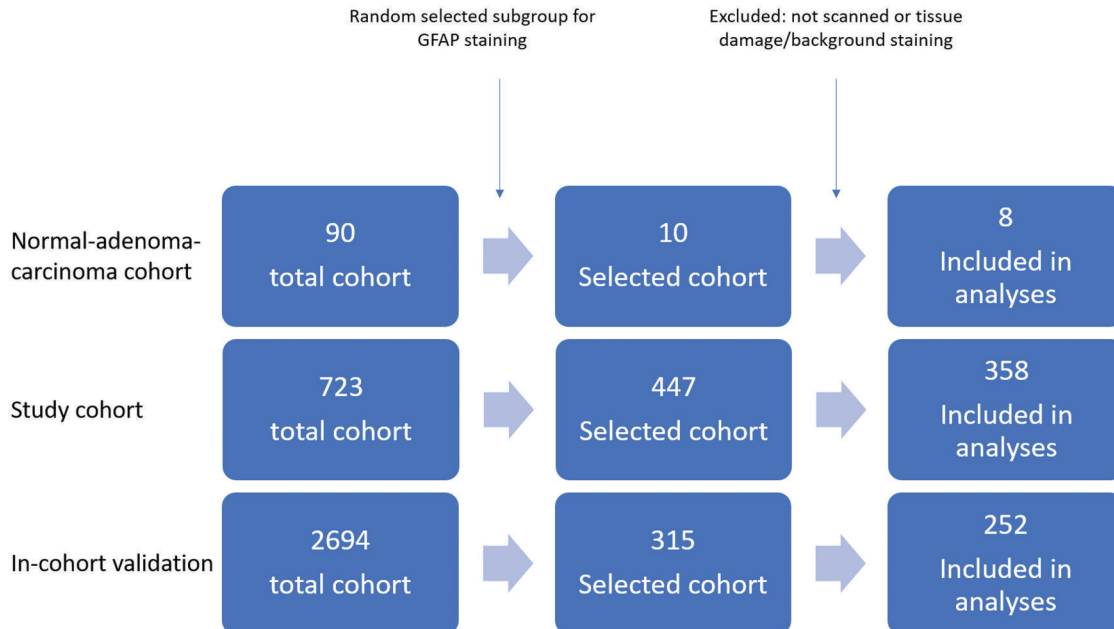 Random selected subgroup for
GFAP staining
Excluded: not scanned or tissue
damage/background staining
Normal-adenoma-
carcinoma cohort
90
total cohort
10
Selected cohort
8
Included in
analyses
Study cohort
723
total cohort
447
Selected cohort
358
Included in
analyses
In-cohort validation
2694
total cohort
315
Selected cohort
252
Included in
analyses